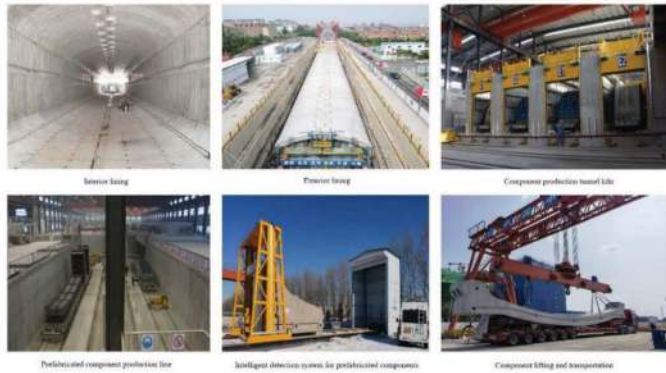 Interior lining
Exterior lining
Component production tunnel kiln
Prefabricated component production line
Intelligent detection system for prefabricated components
Component lifting and transportation